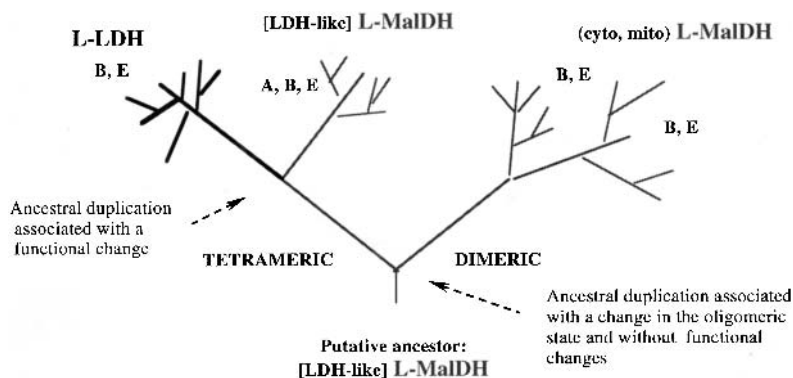 [LDH-like] L-MalDH
(cyto, mito) L-MalDH
L-LDH
B, E
A, B, E
B, E
B, E
Ancestral duplication
associated with a
functional change
TETRAMERIC
DIMERIC
Ancestral duplication associated
with a change in the oligomeric
state and without functional
changes
Putative ancestor:
[LDH-like] L-MalDH